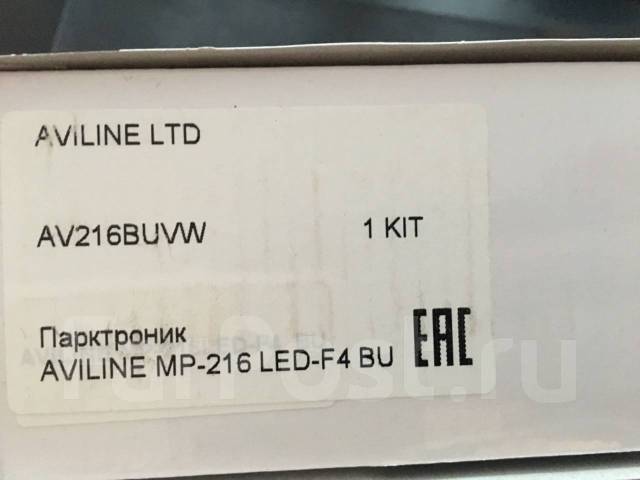 AVILINE LTD
AV216BUVW 1 KIT
Парктроник
AVILINE MP-216 LED-F4 BU EAC